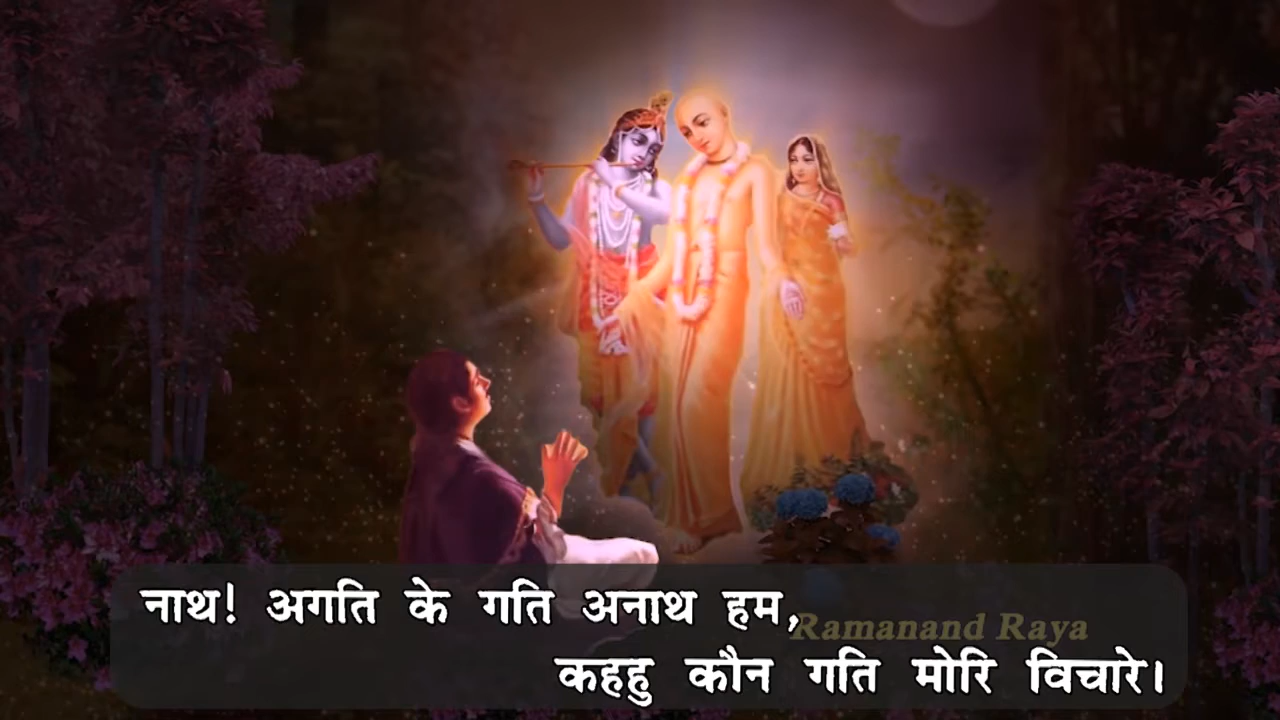 नाथ! अगति के गति अनाथ हम,
Ramanand Raya
कहहु कौन गति मोरि विचारे।